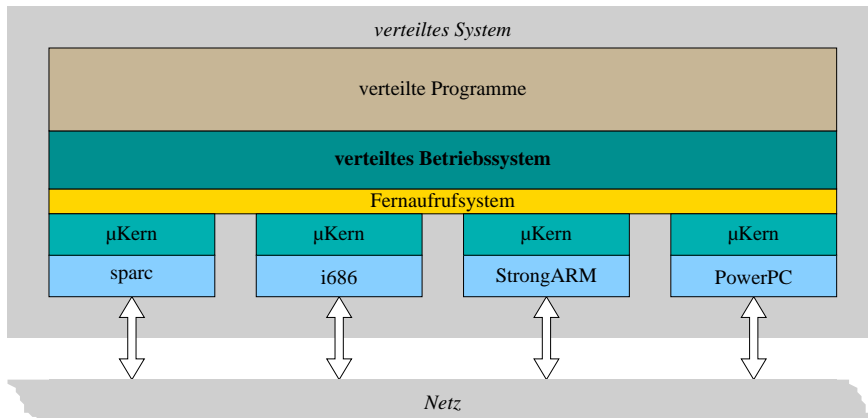 verteiltes System
verteilte Programme
verteiltes Betriebssystem
Fernaufrufsystem
µKern µKern µKern µKern
sparc i686 StrongARM PowerPC
Netz